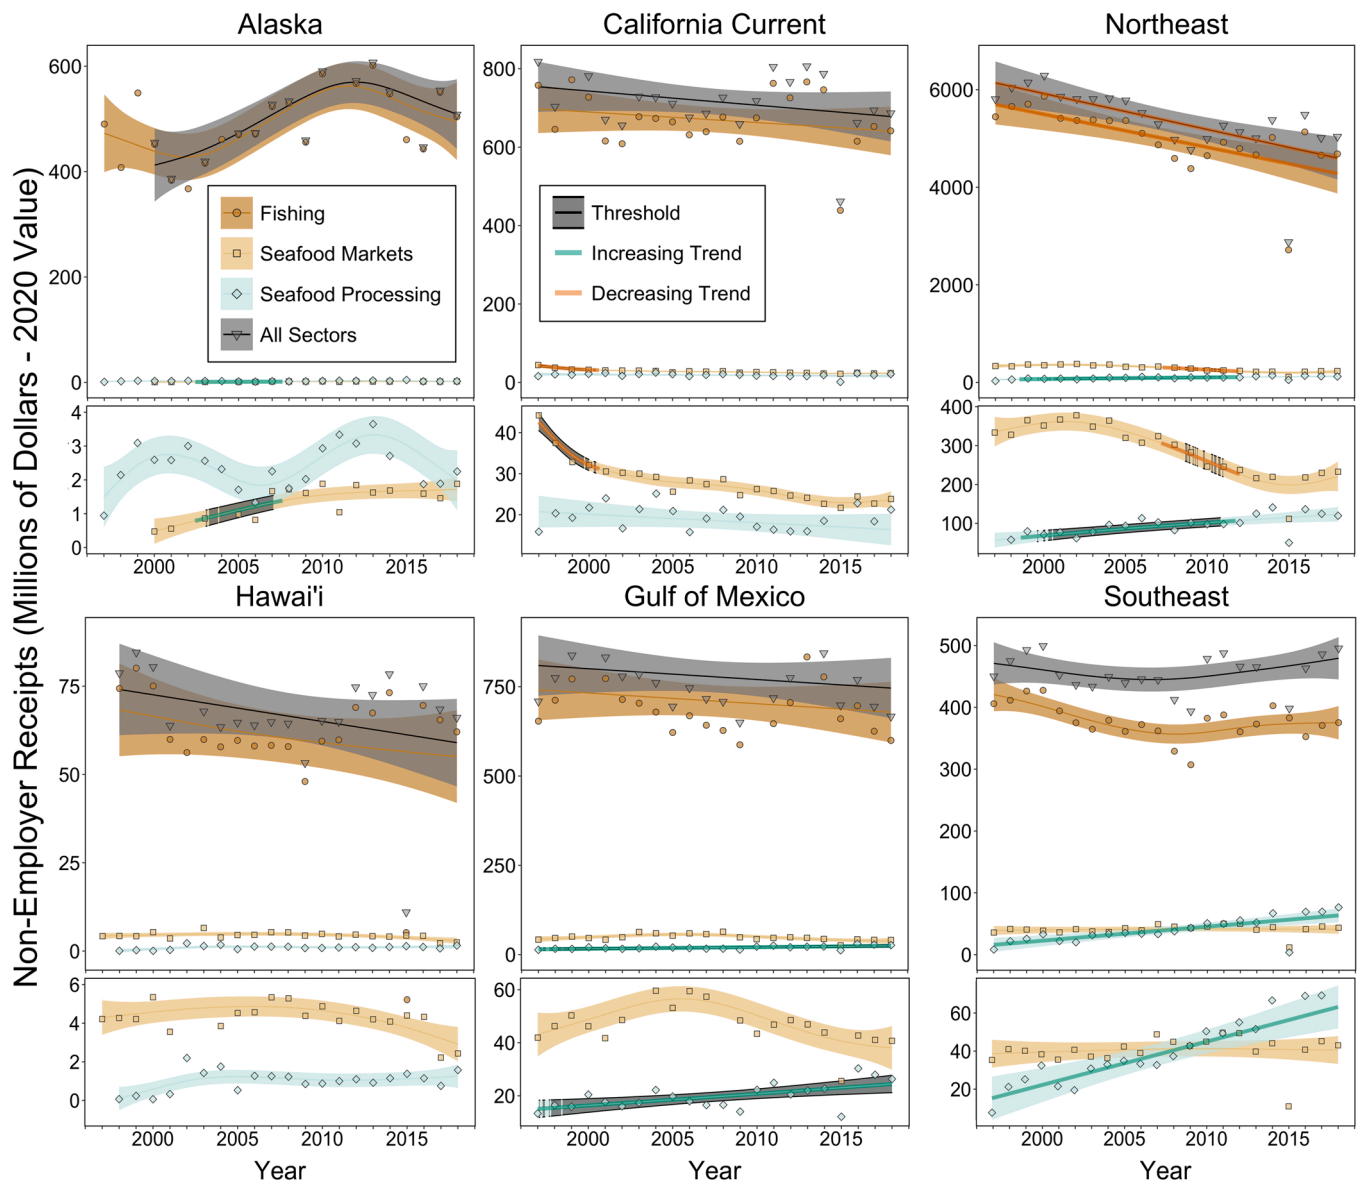 Alaska
California Current
Northeast
Non-Employer Receipts (Millions of Dollars - 2020 Value)
600
400
200
0
Fishing
Seafood Markets
Seafood Processing
All Sectors
800
600
400
200
0
Threshold
Increasing Trend
Decreasing Trend
6000
4000
2000
0
4
3
2
1
0
2000 2005 2010 2015
40
30
20
2000 2005 2010 2015
400
300
200
100
2000 2005 2010 2015
Hawai'i
Gulf of Mexico
Southeast
75
50
25
0
750
500
250
0
500
400
300
200
100
0
6
4
2
0
2000 2005 2010 2015
Year
60
40
20
2000 2005 2010 2015
Year
60
40
20
2000 2005 2010 2015
Year